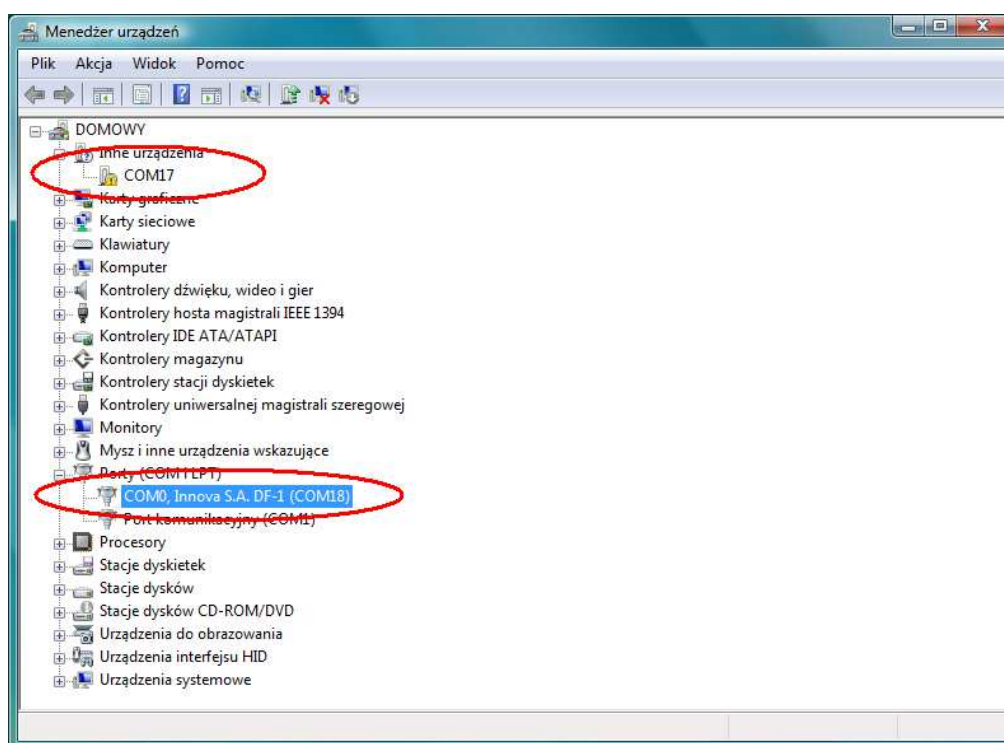 Menedżer urządzeń
Plik Akcja Widok Pomoc
DOMOWY
Inne urządzenia
COM17
Karty graficzne
Karty sieciowe
Klawiatury
Komputer
Kontrolery dźwięku, wideo i gier
Kontrolery hosta magistrali IEEE 1394
Kontrolery IDE ATA/ATAPI
Kontrolery magazynu
Kontrolery stacji dyskietek
Kontrolery uniwersalnej magistrali szeregowej
Monitory
Mysz i inne urządzenia wskazujące
Porty (COM i LPT)
COM0, Innova S.A. DF-1 (COM18)
Port komunikacyjny (COM1)
Procesory
Stacje dyskietek
Stacje dysków
Stacje dysków CD-ROM/DVD
Urządzenia do obrazowania
Urządzenia interfejsu HID
Urządzenia systemowe